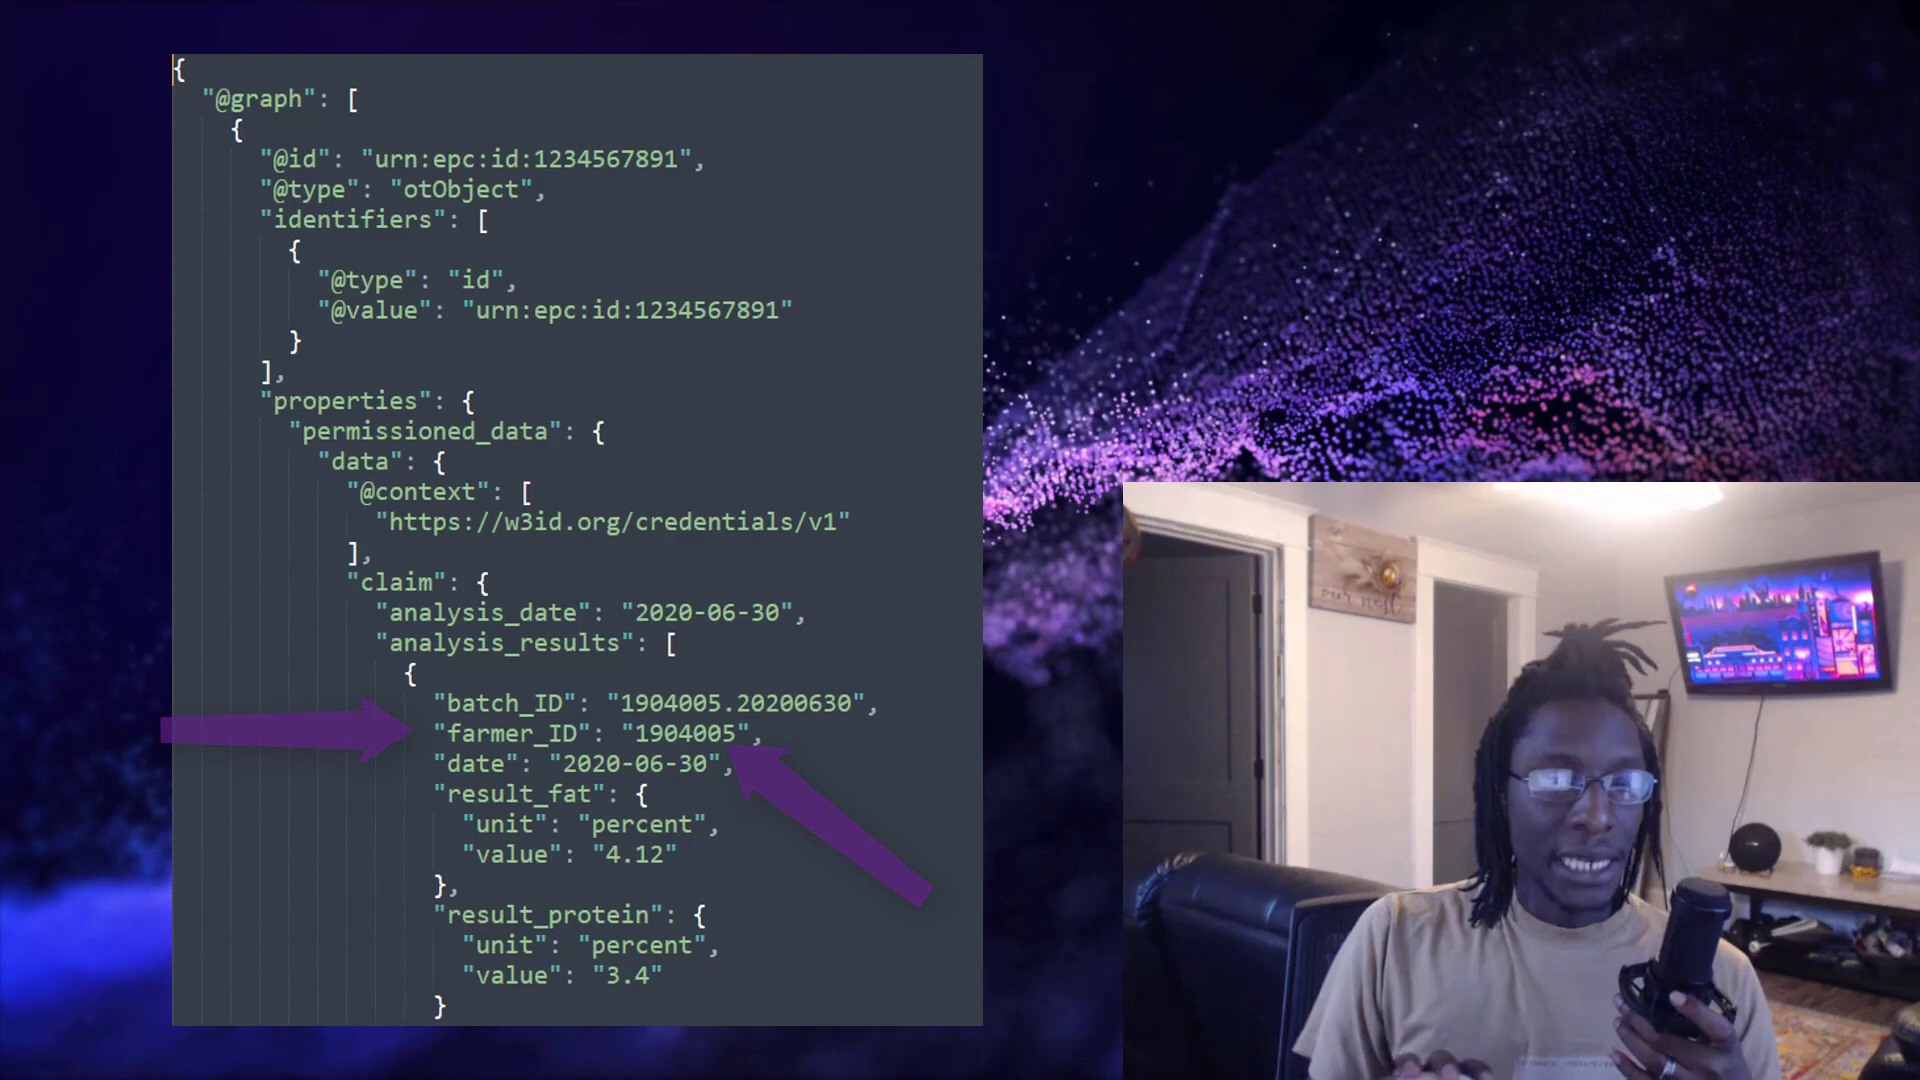 {
"@graph": [
{
"@id": "urn:epc:id:1234567891",
"@type": "otObject",
"identifiers": [
{
"@type": "id",
"@value": "urn:epc:id:1234567891"
}
],
"properties": {
"permissioned_data": {
"data": {
"@context": [
"https://w3id.org/credentials/v1"
],
"claim": {
"analysis_date": "2020-06-30",
"analysis_results": [
{
"batch_ID": "1904005.20200630",
"farmer_ID": "1904005",
"date": "2020-06-30",
"result_fat": {
"unit": "percent",
"value": "4.12"
},
"result_protein": {
"unit": "percent",
"value": "3.4"
}
our nest